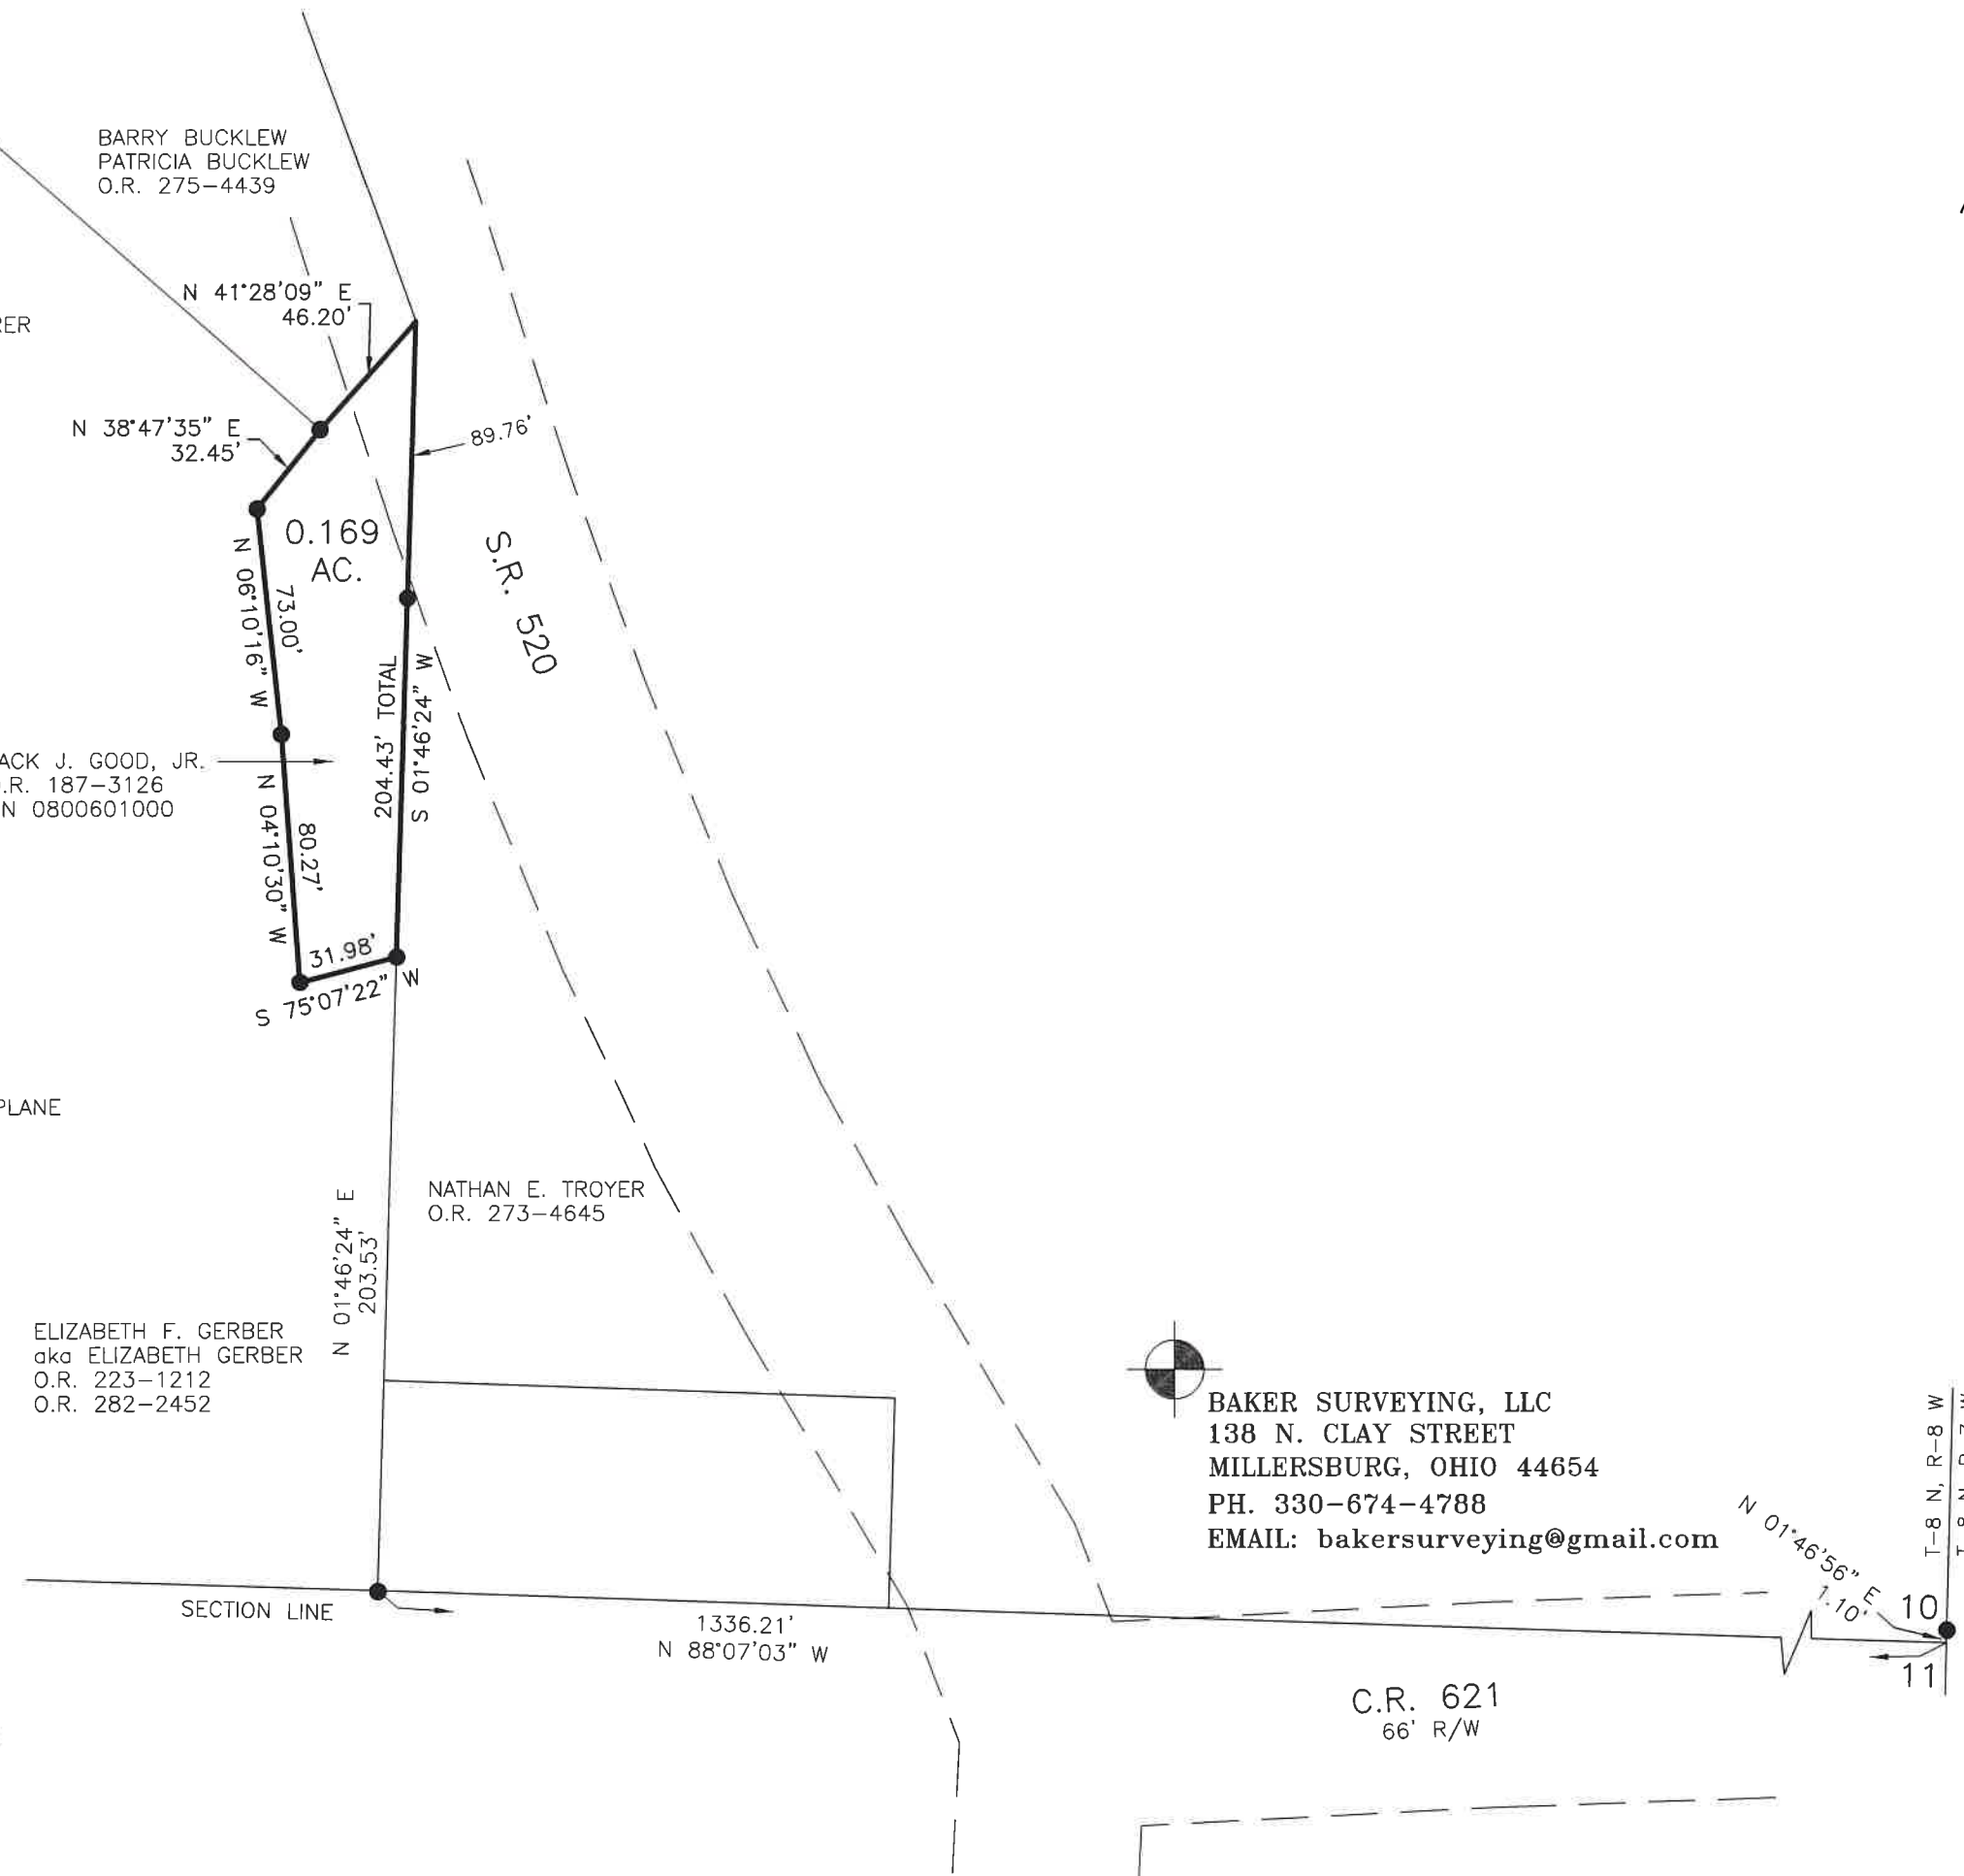 BARRY BUCKLEW
PATRICIA BUCKLEW
O.R. 275-4439
N 41°28'09" E
46.20'
RER
N 38°47'35" E
32.45'
89.76'
0.169
AC.
S.R. 520
N 06°10'16" W
73.00'
204.43' TOTAL
S 01°46'24" W
ACK J. GOOD, JR.
.R. 187-3126
N 0800601000
N 04°10'30" W
80.27'
31.98'
S 75°07'22" W
PLANE
NATHAN E. TROYER
O.R. 273-4645
N 01°46'24" E
203.53'
ELIZABETH F. GERBER
aka ELIZABETH GERBER
O.R. 223-1212
O.R. 282-2452
BAKER SURVEYING, LLC
138 N. CLAY STREET
MILLERSBURG, OHIO 44654
PH. 330-674-4788
EMAIL: bakersurveying@gmail.com
T-8 N, R-8 W
N 01°46'56" E
1.10'
10
11
SECTION LINE
1336.21'
N 88°07'03" W
C.R. 621
66' R/W